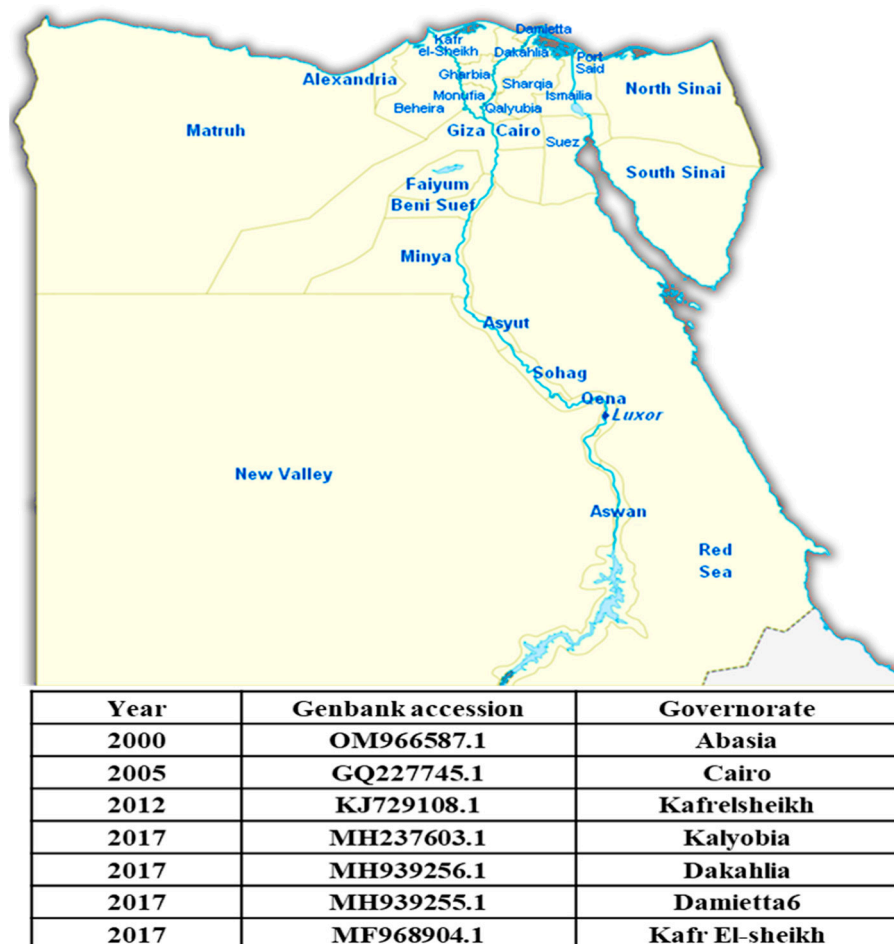 Damietta
Kafr
el-Sheikh
Dakahlia
Port
Said
Alexandria
Gharbia
Sharqia
North Sinai
Monufia
Ismailia
Beheira
Qalyubia
Matruh
Giza
Cairo
Suez
South Sinai
Faiyum
Beni Suef
Minya
Asyut
Sohag
Qena
Luxor
New Valley
Aswan
Red
Sea
Year Genbank accession Governorate
2000 OM966587.1 Abasia
2005 GQ227745.1 Cairo
2012 KJ729108.1 Kafrelsheikh
2017 MH237603.1 Kalyobia
2017 MH939256.1 Dakahlia
2017 MH939255.1 Damietta6
2017 MF968904.1 Kafr El-sheikh